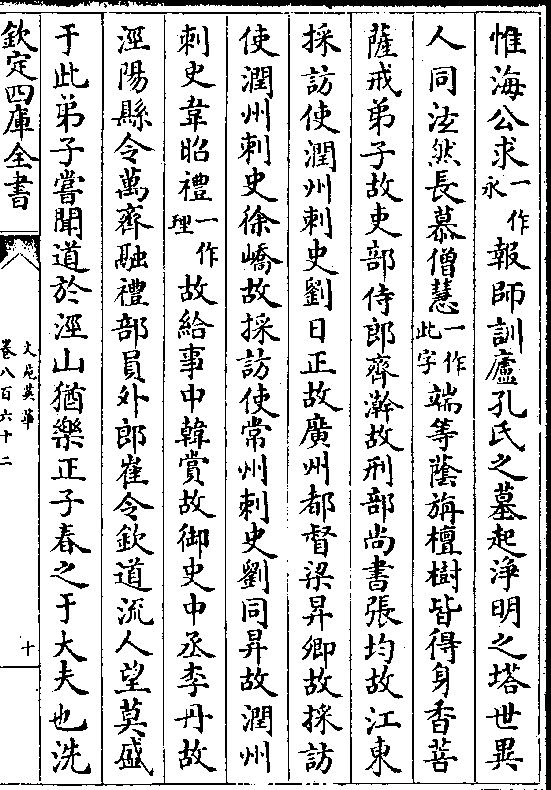 惟海公求一作永報師訓廬孔氏之墓起淨明之塔世異
人同泫然長慕僧慧一作此字端等蔭旃檀樹皆得身香菩
薩戒弟子故吏部侍郎齊澣故刑部尚書張均故江東
採訪使潤州刺史劉日正故廣州都督梁昇卿故採訪
使潤州刺史徐嶠故採訪使常州刺史劉同昇故潤州
刺史韋昭禮一作理故給事中韓賞故御史中丞李丹故
涇陽縣令萬齊融禮部員外郎崔令欽道流人望莫盛
于此弟子嘗聞道於涇山猶樂正子春之于大夫也洗
欽定四庫全書
文苑英華
卷八百六十二
十